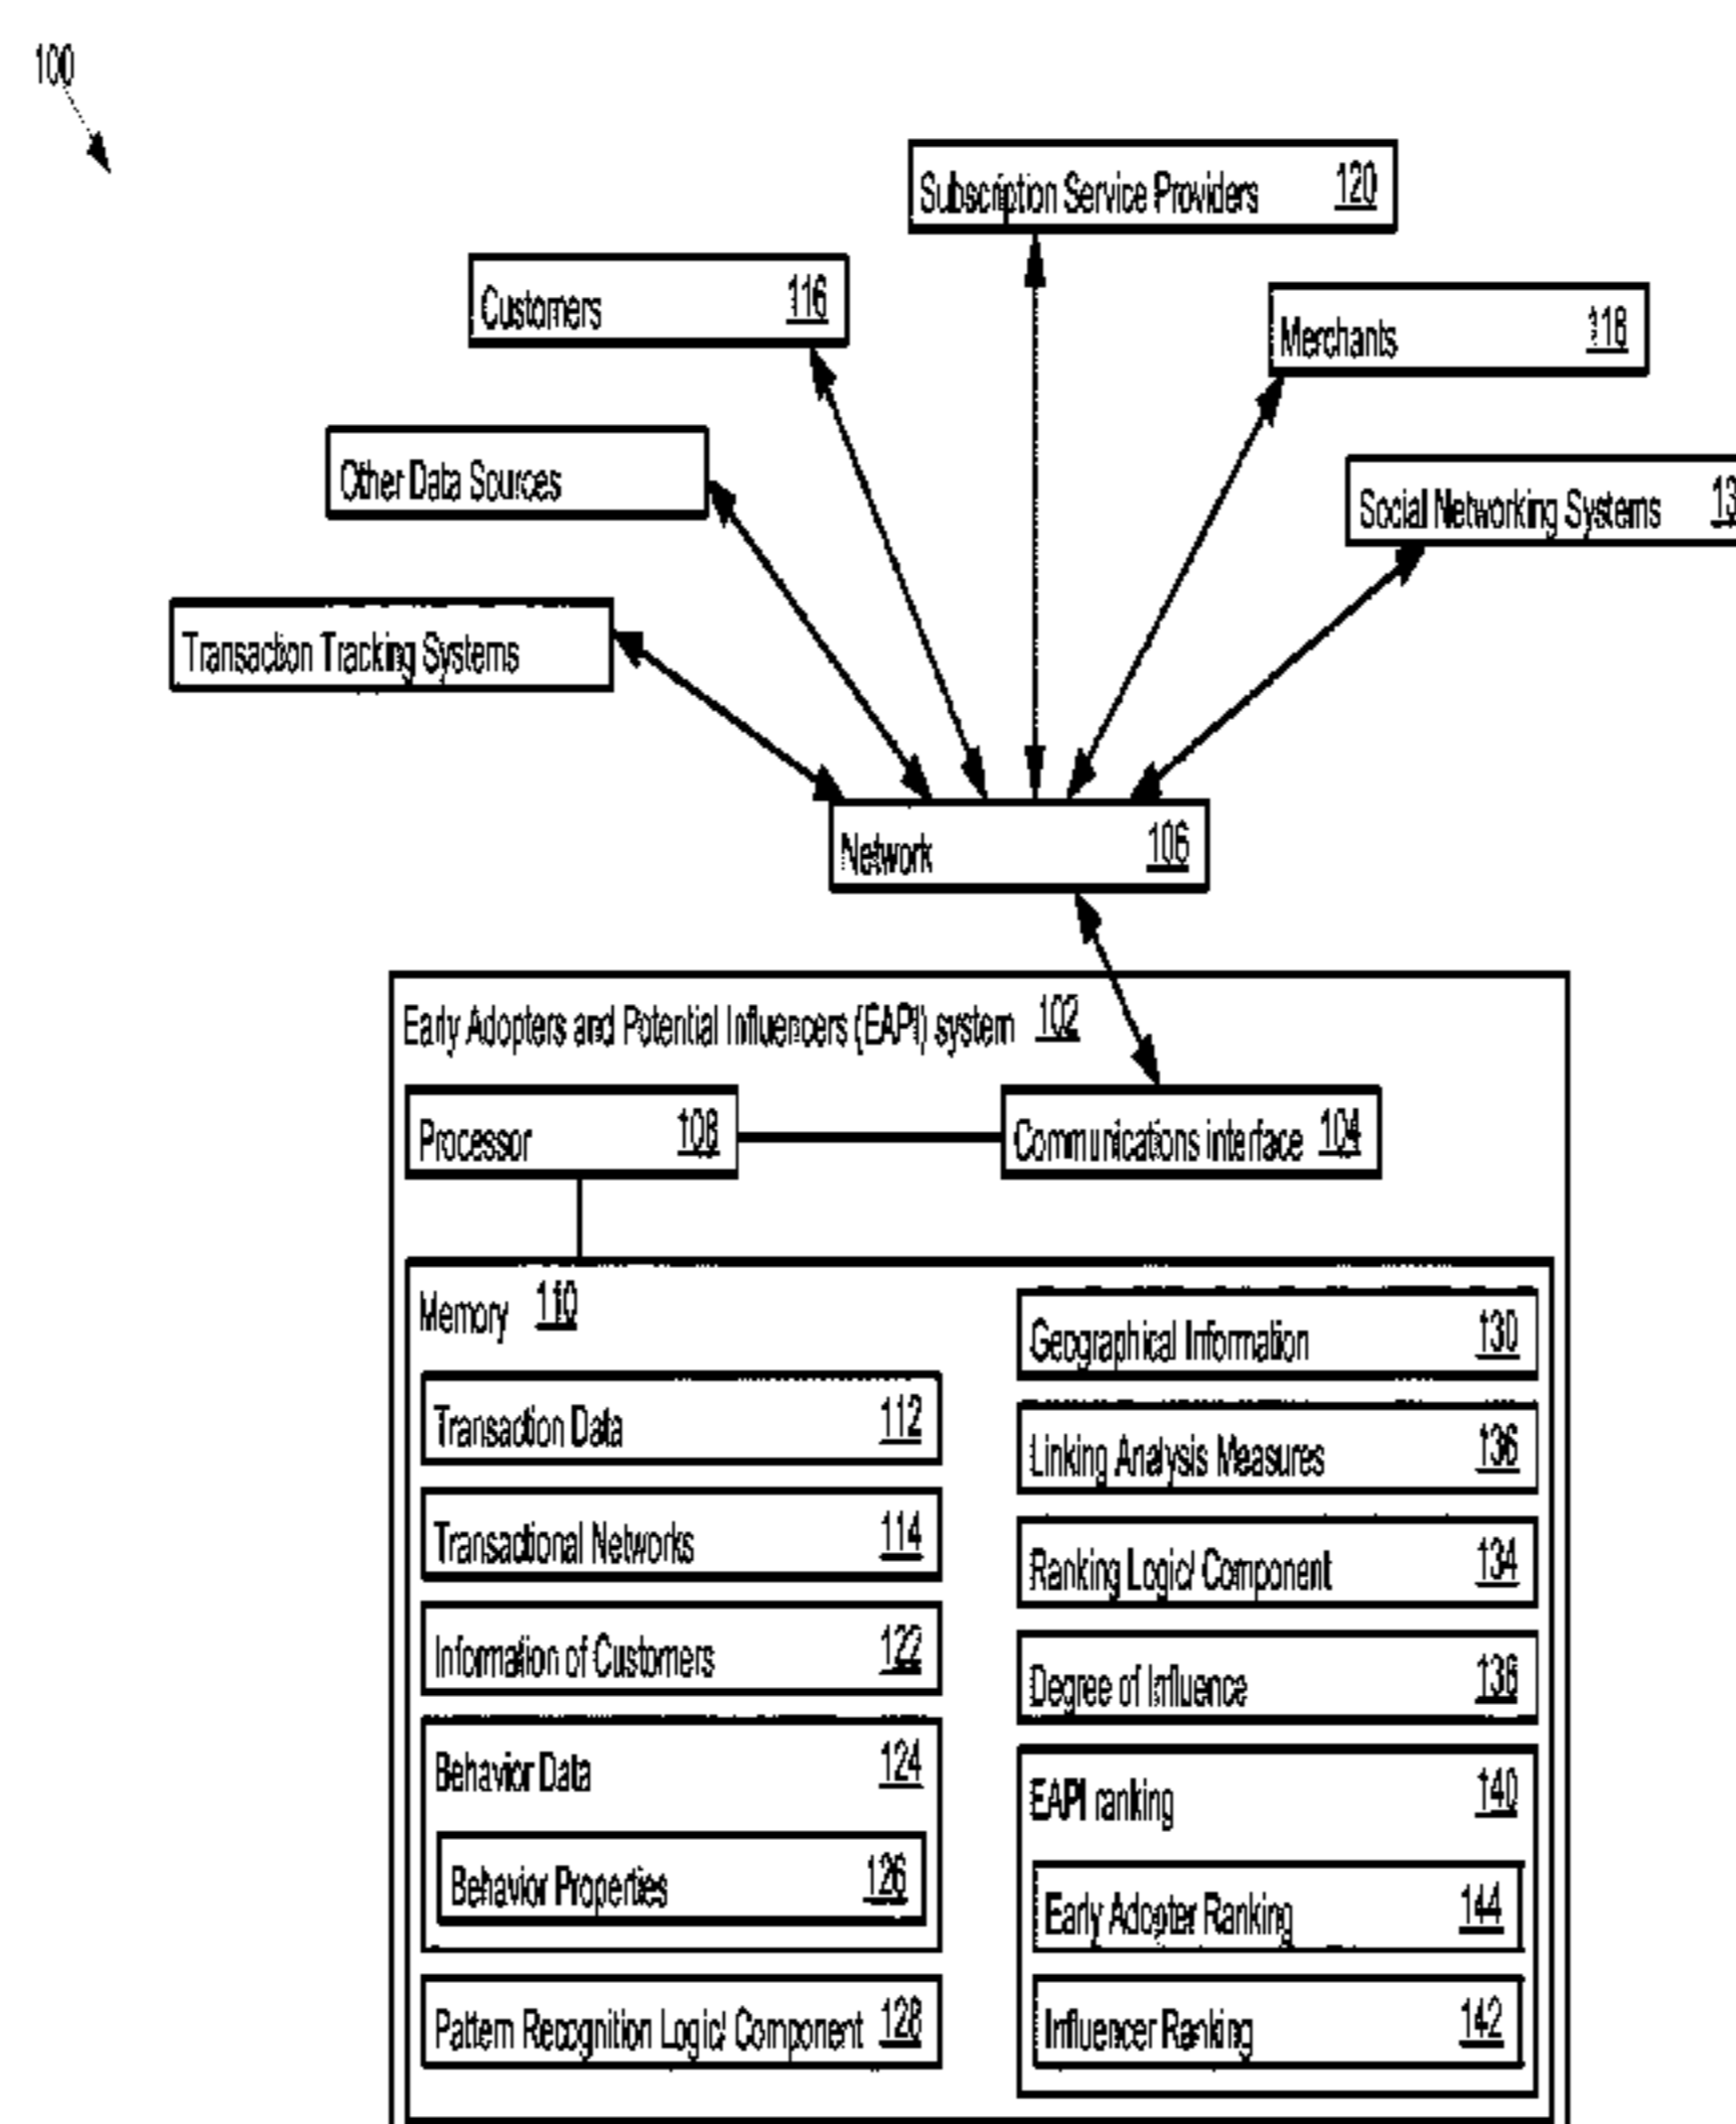 100
Subscription Service Providers 120
Customers 116
Merchants 118
Other Data Sources
Social Networking Systems
Transaction Tracking Systems
Network 106
Early Adopters and Potential Influencers (EAPI) system 102
Processor 108
Communications interface 104
Memory 110
Geographical Information 130
Transaction Data 112
Linking Analysis Measures 136
Transactional Networks 114
Ranking Logic/ Component 134
Information of Customers 122
Degree of Influence
Behavior Data 124
EAPI ranking 140
Behavior Properties 126
Early Adopter Ranking 144
Pattern Recognition Logic/ Component 128
Influencer Ranking 142